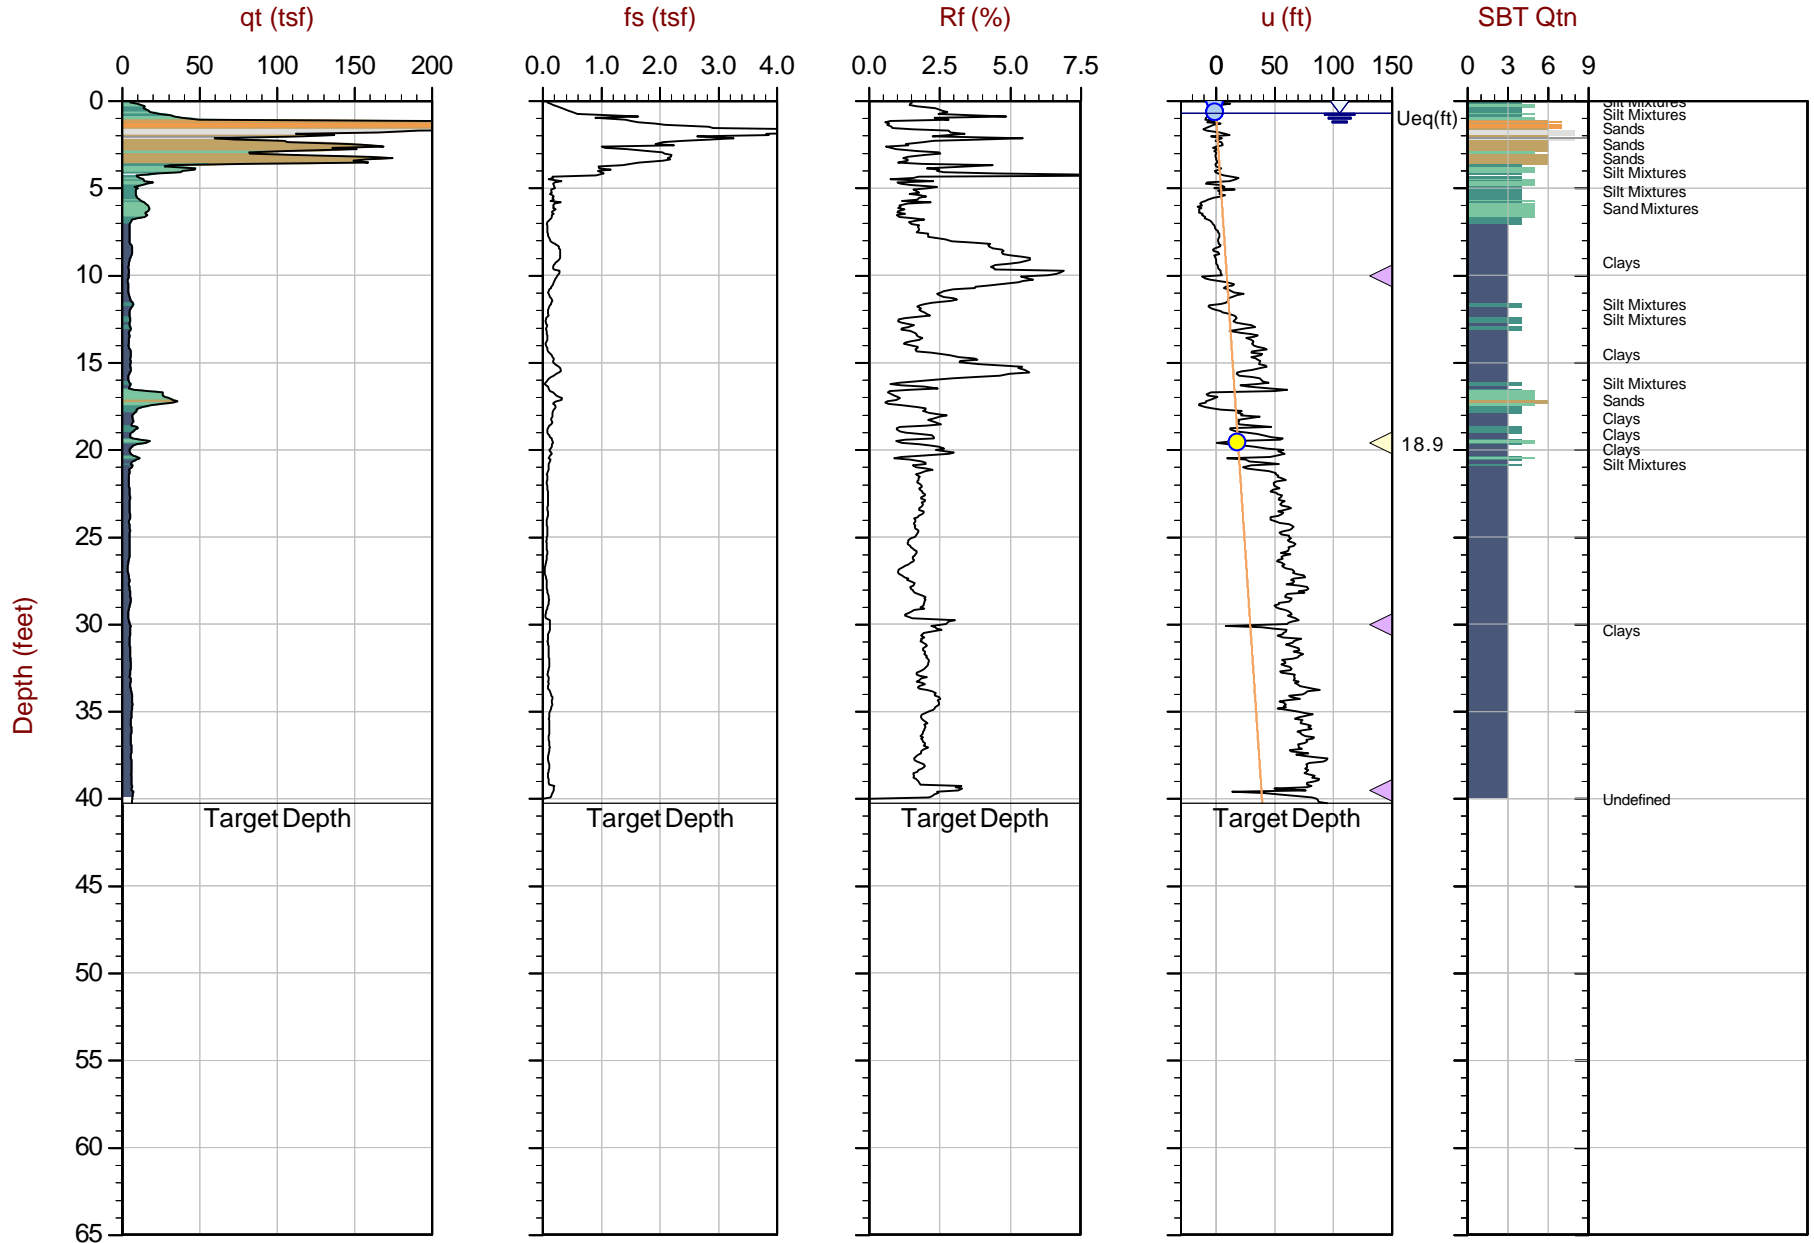 qt (tsf) fs (tsf) Rf (%) u (ft) SBT Qtn
0 50 100 150 200 0.0 1.0 2.0 3.0 4.0 0.0 2.5 5.0 7.5 0 50 100 150 0 3 6 9
0
Silt Mixtures
Silt Mixtures
Ueq(ft)
Sands
Sands
Sands
Silt Mixtures
5
Silt Mixtures
Sand Mixtures
Clays
10
Silt Mixtures
Silt Mixtures
Clays
15
Silt Mixtures
Sands
Clays
Clays
18.9
20
Clays
Silt Mixtures
25
30
Clays
Depth (feet)
35
40
Undefined
Target Depth Target Depth Target Depth Target Depth
45
50
55
60
65